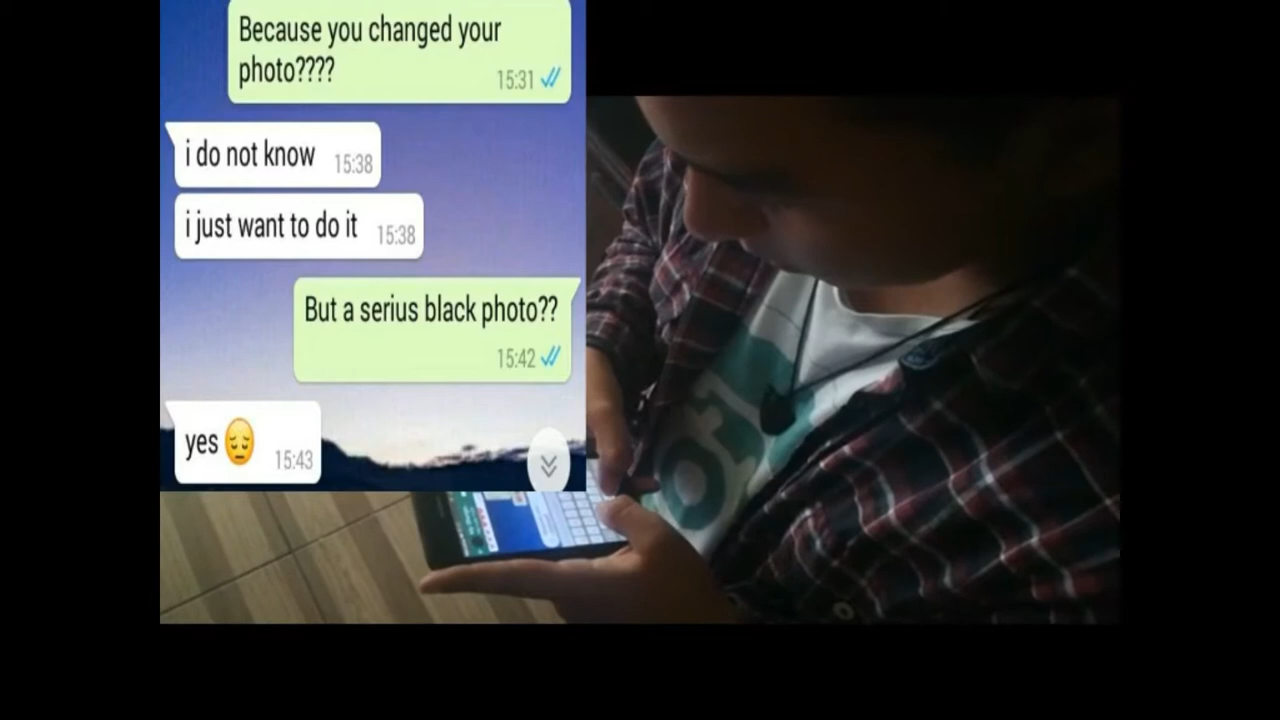 Because you changed your
photo????
15:31
i do not know 15:38
i just want to do it 15:38
But a serius black photo??
15:42
yes 😔 15:43